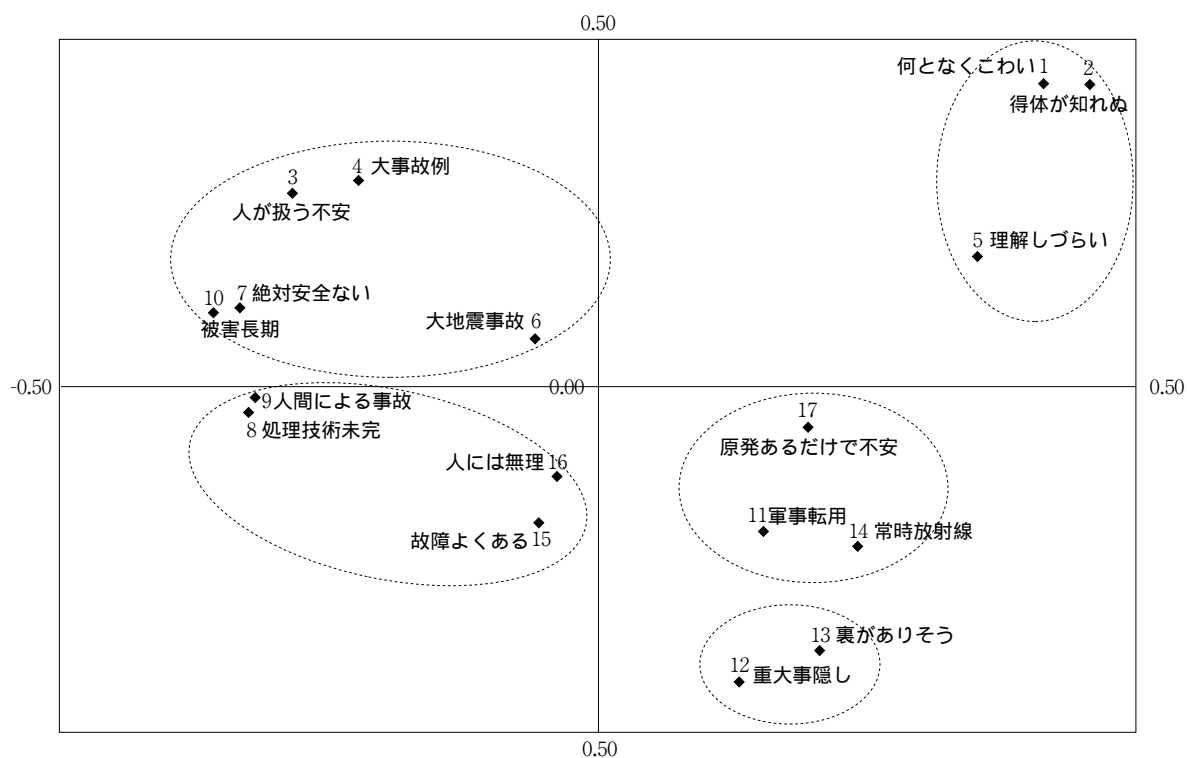 0.50
何となくこわい 1
2
得体が知れぬ
4 大事故例
3
人が扱う不安
5 理解しづらい
7 絶対安全ない
10
被害長期
大地震事故 6
-0.50
0.00
0.50
9人間による事故
8 処理技術未完
17
原発あるだけで不安
人には無理 16
11軍事転用
14 常時放射線
故障よくある 15
13 裏がありそう
12 重大事隠し
0.50